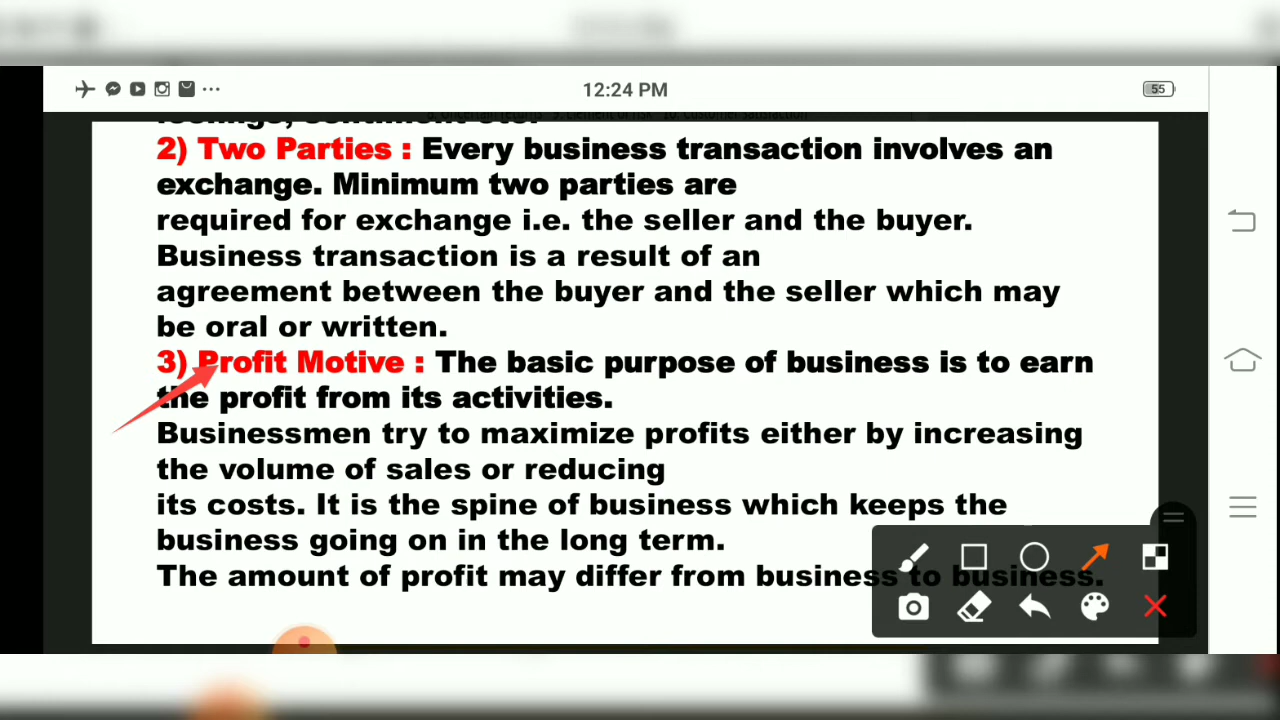 12:24 PM
55
2) Two Parties : Every business transaction involves an
exchange. Minimum two parties are
required for exchange i.e. the seller and the buyer.
Business transaction is a result of an
agreement between the buyer and the seller which may
be oral or written.
3) Profit Motive : The basic purpose of business is to earn
the profit from its activities.
Businessmen try to maximize profits either by increasing
the volume of sales or reducing
its costs. It is the spine of business which keeps the
business going on in the long term.
The amount of profit may differ from business to business.